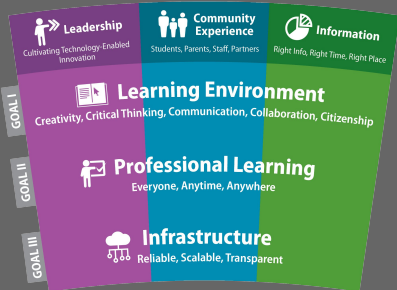 Leadership
Cultivating Technology-Enabled
Innovation
Community
Experience
Students, Parents, Staff, Partners
Information
Right Info, Right Time, Right Place
GOAL I
Learning Environment
Creativity, Critical Thinking, Communication, Collaboration, Citizenship
GOAL II
Professional Learning
Everyone, Anytime, Anywhere
GOAL III
Infrastructure
Reliable, Scalable, Transparent